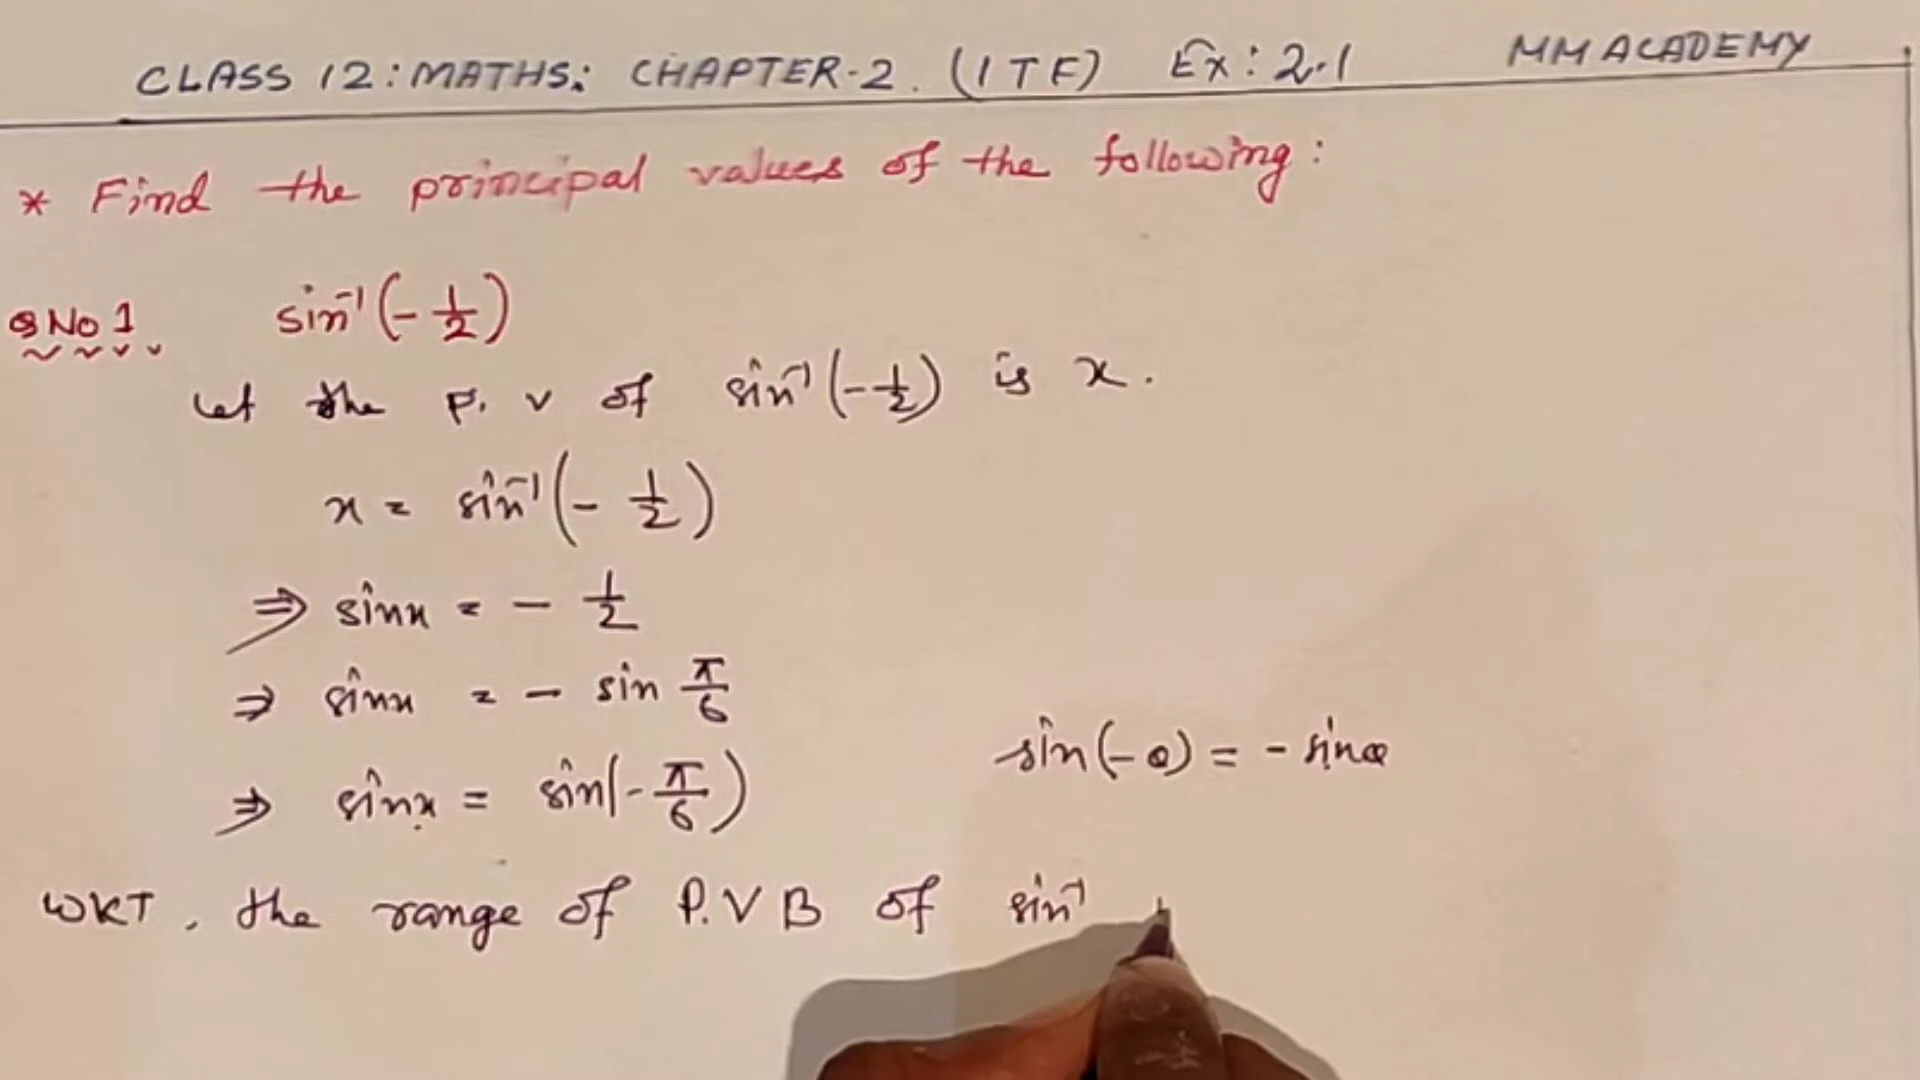 CLASS 12: MATHS: CHAPTER-2. (ITF) Ex: 2.1 MM ACADEMY
* Find the principal values of the following:
Q No 1. sin⁻¹(-1/2)
Let the P.V of sin⁻¹(-1/2) is x.
x = sin⁻¹(-1/2)
⇒ sinx = - 1/2
⇒ sinx = - sin π/6
⇒ sinx = sin(-π/6) sin(-θ) = - sinθ
WKT, the range of P.V B of sin⁻¹